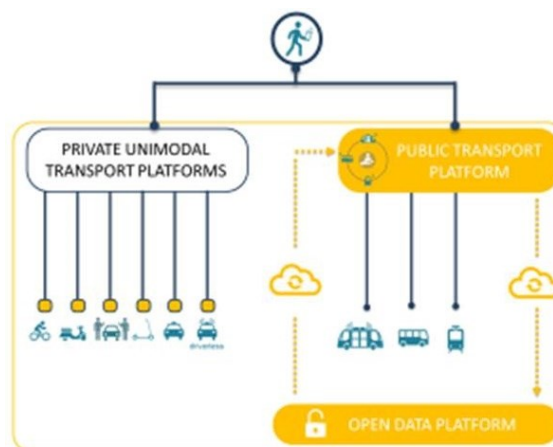 PRIVATE UNIMODAL
TRANSPORT PLATFORMS
PUBLIC TRANSPORT
PLATFORM
driverless
OPEN DATA PLATFORM